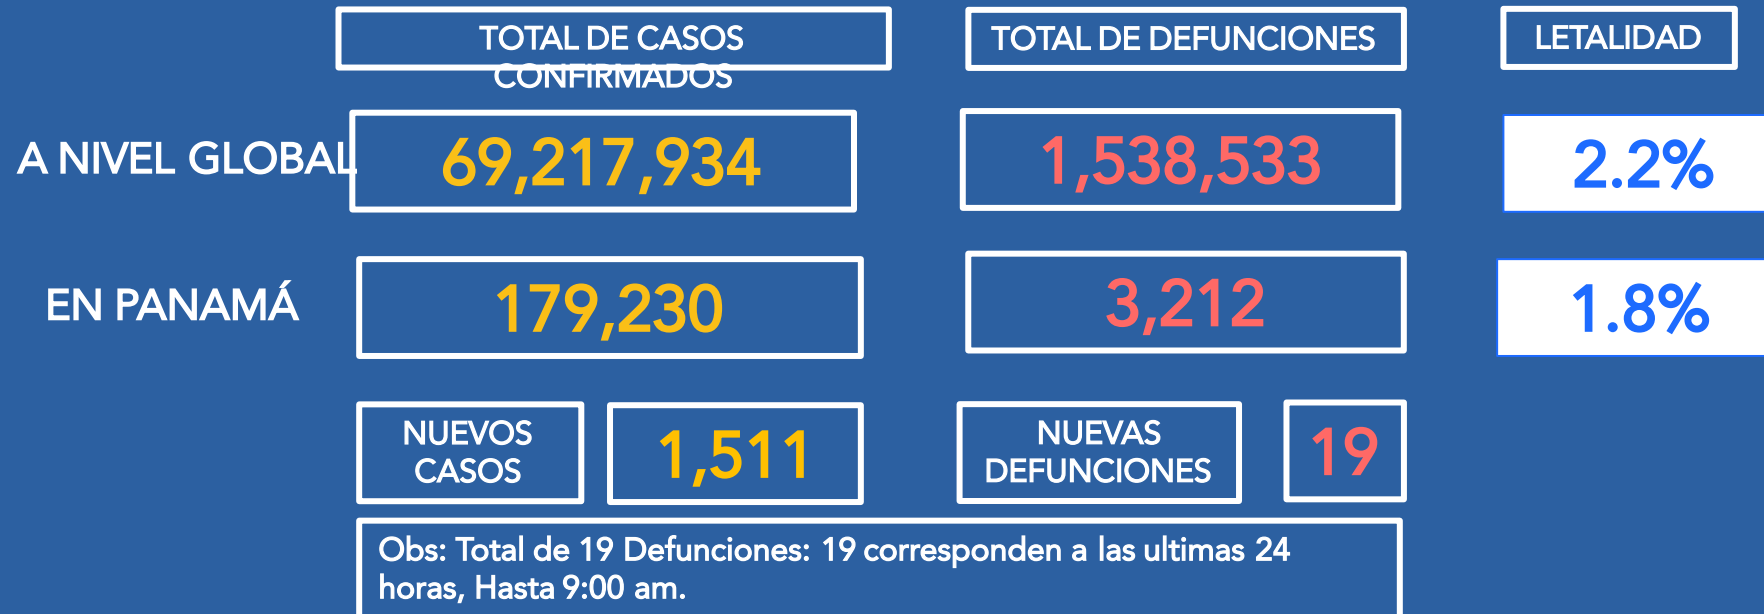 TOTAL DE CASOS
CONFIRMADOS
TOTAL DE DEFUNCIONES
LETALIDAD
A NIVEL GLOBAL
69,217,934
1,538,533
2.2%
EN PANAMÁ
179,230
3,212
1.8%
NUEVOS
CASOS
1,511
NUEVAS
DEFUNCIONES
19
Obs: Total de 19 Defunciones: 19 corresponden a las ultimas 24
horas, Hasta 9:00 am.